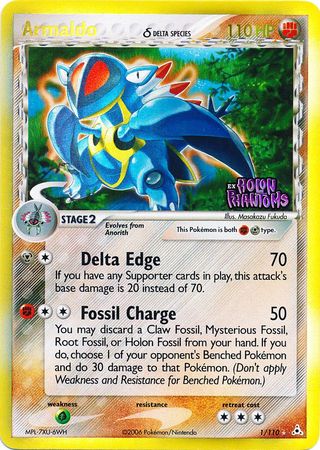 Armaldo δ DELTA SPECIES 110 HP
EX
HOLON
PHANTOMS
Illus. Masakazu Fukuda
STAGE 2
Evolves from
Anorith
This Pokémon is both type.
Delta Edge 70
If you have any Supporter cards in play, this attack's
base damage is 20 instead of 70.
Fossil Charge 50
You may discard a Claw Fossil, Mysterious Fossil,
Root Fossil, or Holon Fossil from your hand. If you
do, choose 1 of your opponent's Benched Pokémon
and do 30 damage to that Pokémon. (Don't apply
Weakness and Resistance for Benched Pokémon.)
weakness resistance retreat cost
MPL-7XU-6WH ©2006 Pokémon/Nintendo 1/110